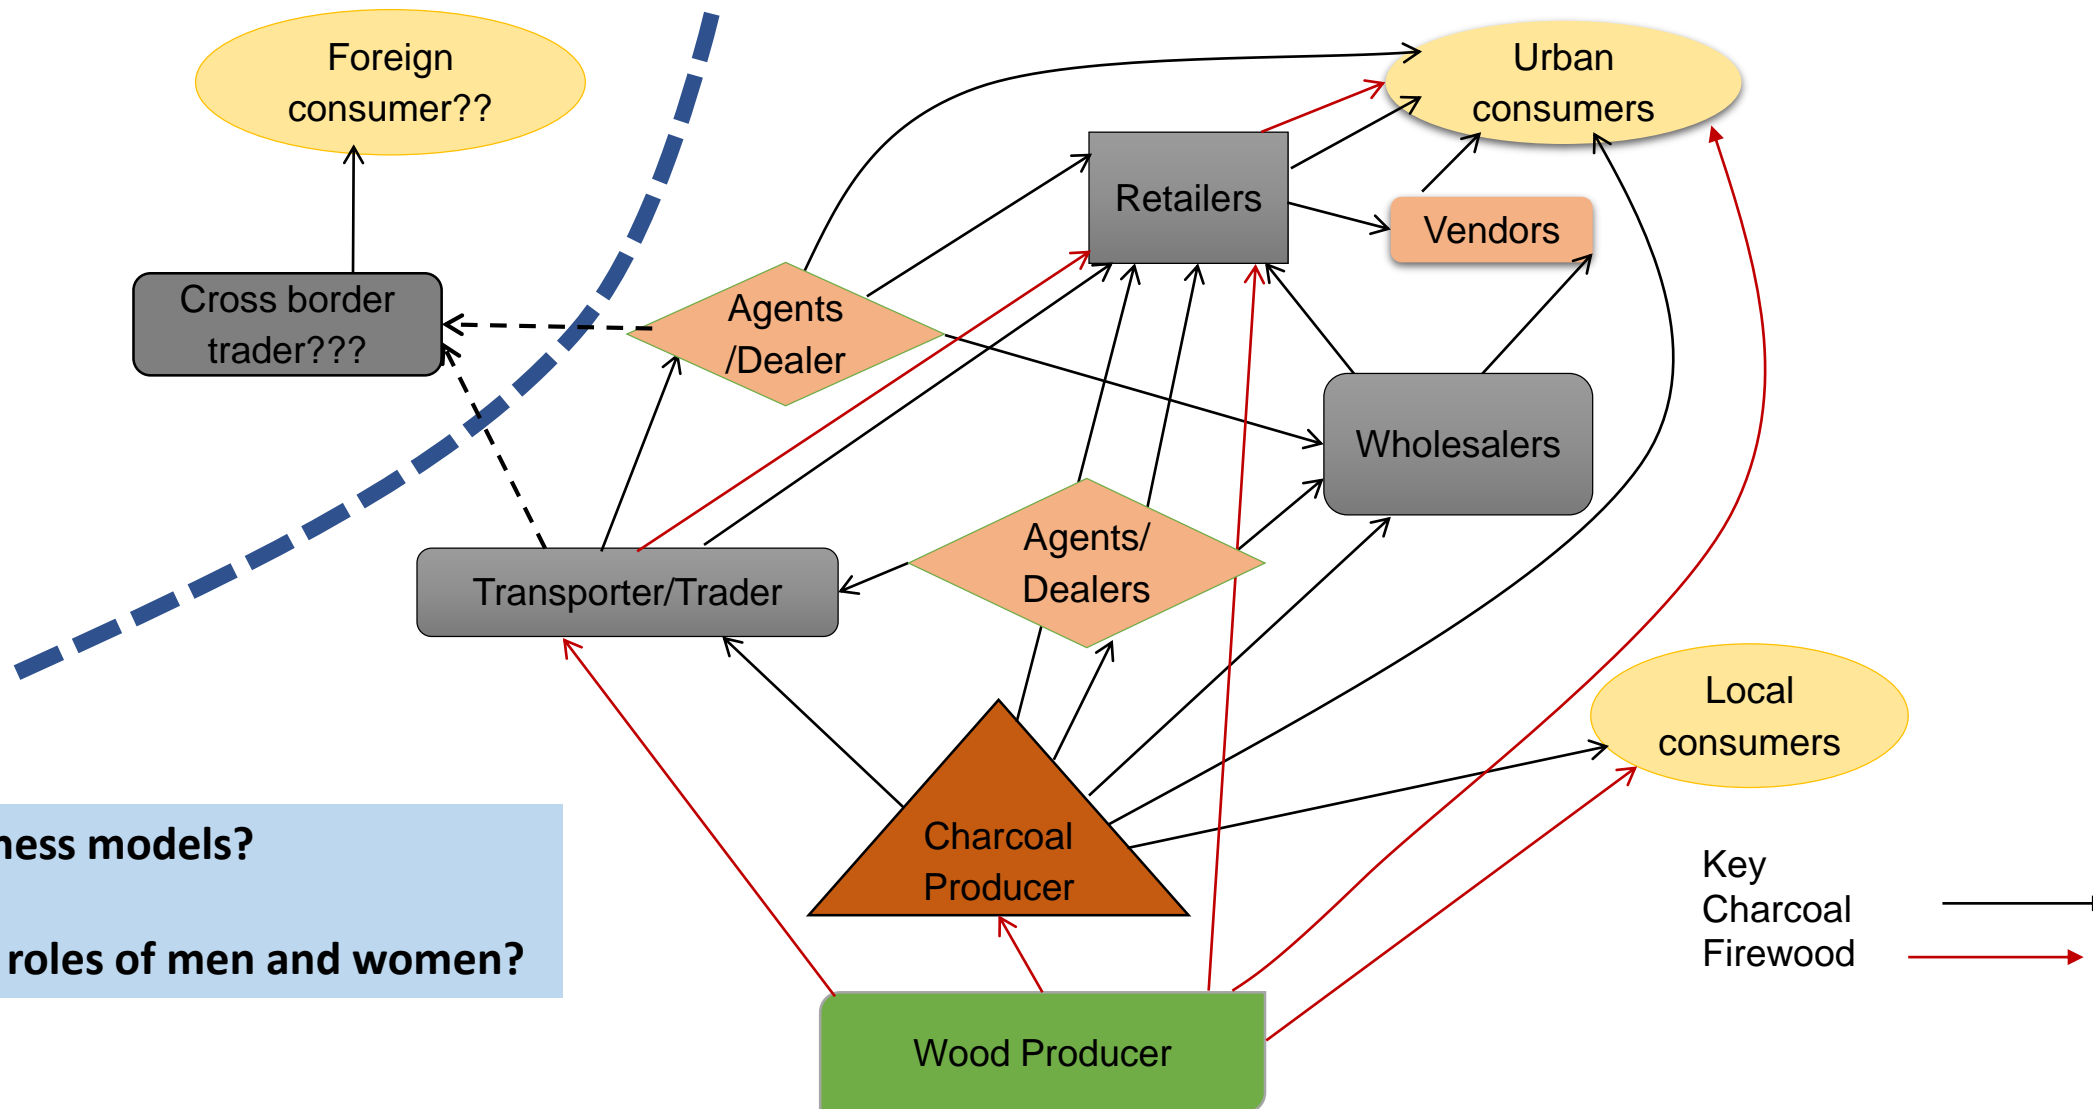 Foreign
consumer??
Urban
consumers
Retailers
Vendors
Cross border
trader???
Agents
/Dealer
Wholesalers
Agents/
Dealers
Transporter/Trader
Local
consumers
Charcoal
Producer
ness models?
roles of men and women?
Key
Charcoal
Firewood
Wood Producer